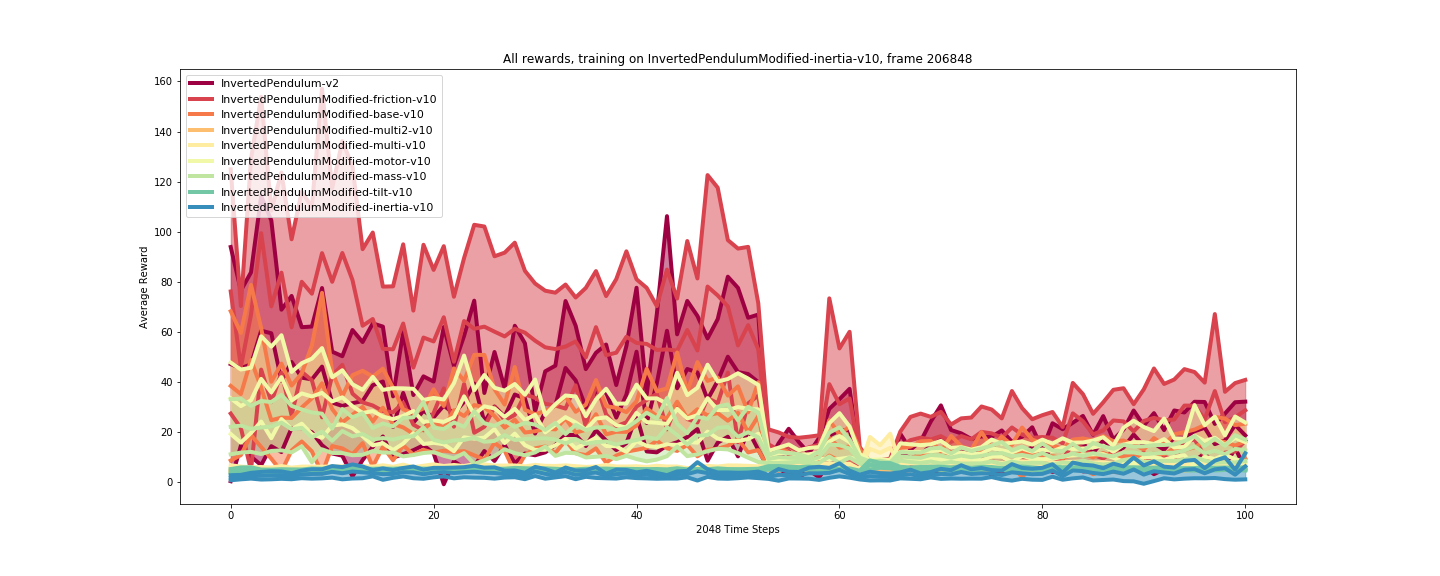 All rewards, training on InvertedPendulumModified-inertia-v10, frame 206848
160
140
120
100
80
60
40
20
0
Average Reward
InvertedPendulum-v2
InvertedPendulumModified-friction-v10
InvertedPendulumModified-base-v10
InvertedPendulumModified-multi2-v10
InvertedPendulumModified-multi-v10
InvertedPendulumModified-motor-v10
InvertedPendulumModified-mass-v10
InvertedPendulumModified-tilt-v10
InvertedPendulumModified-inertia-v10
0 20 40 60 80 100
2048 Time Steps